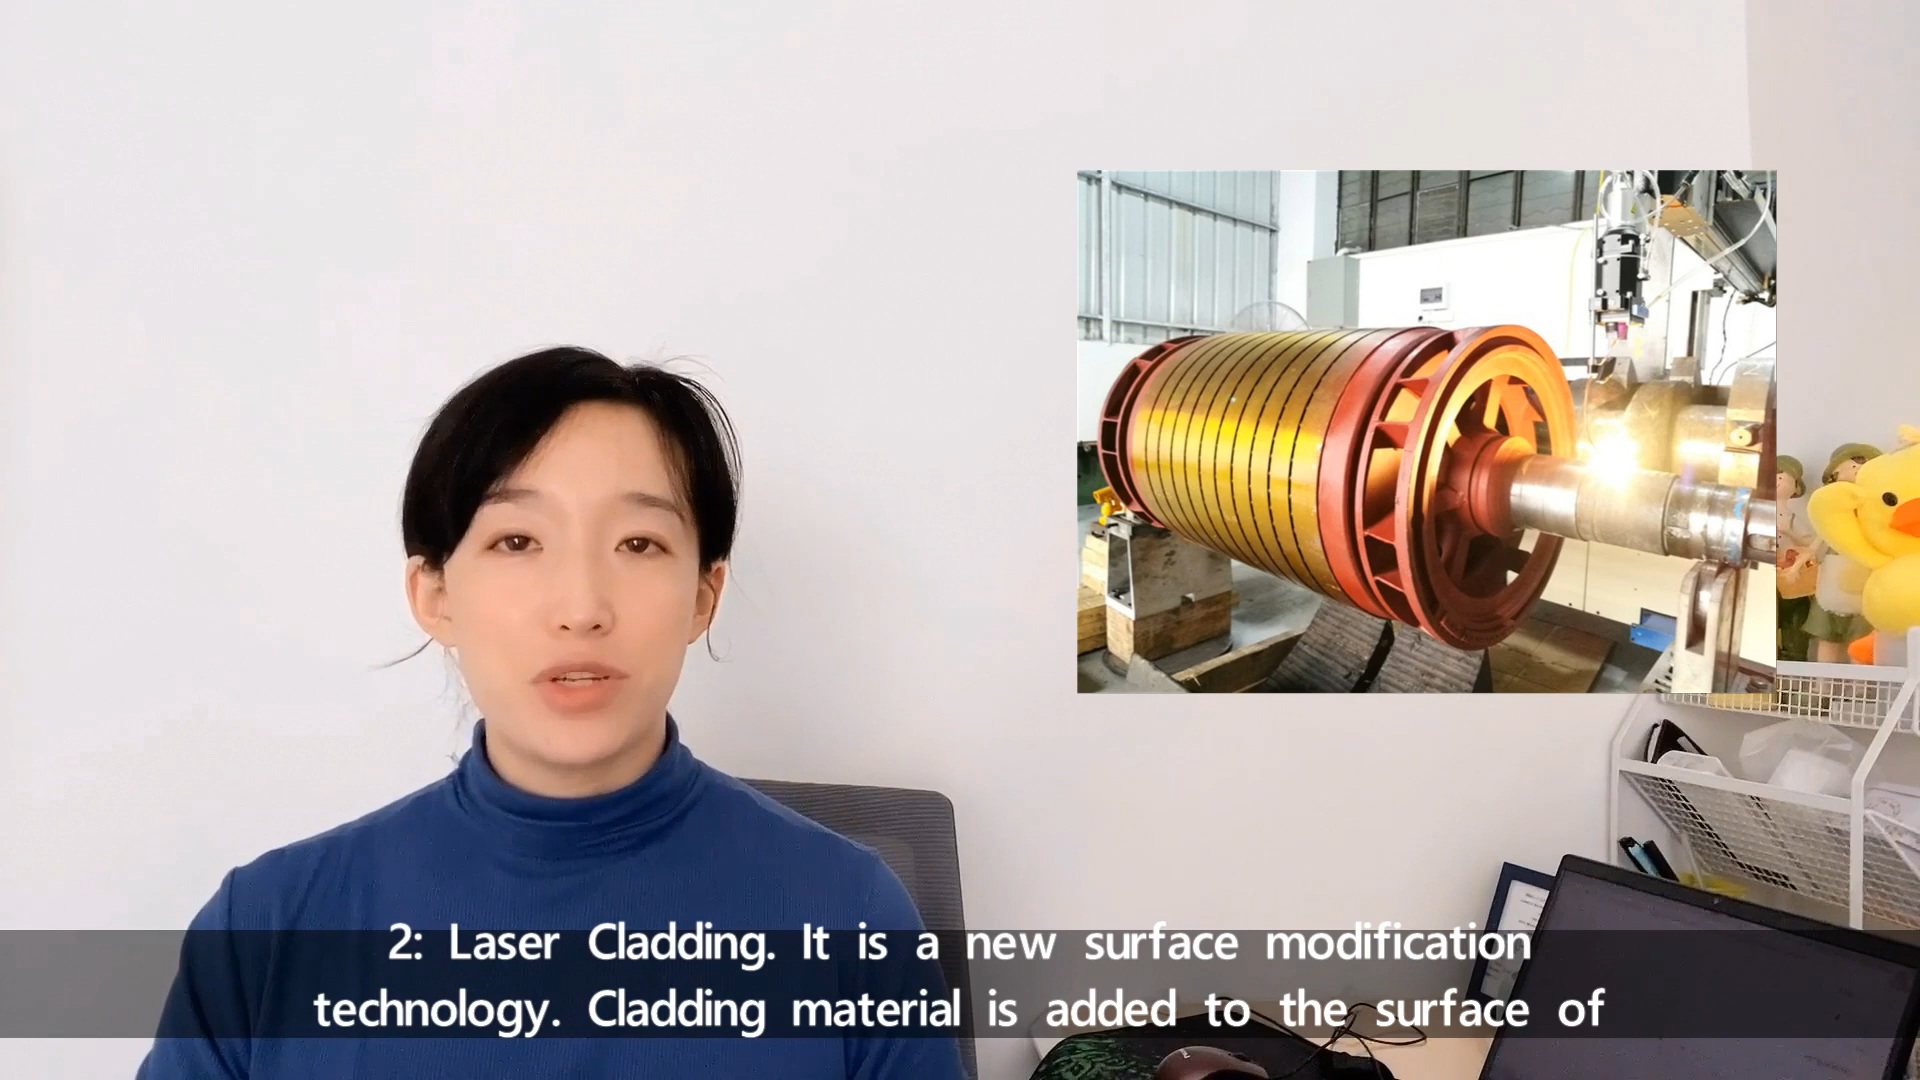 2: Laser Cladding. It is a new surface modification
technology. Cladding material is added to the surface of